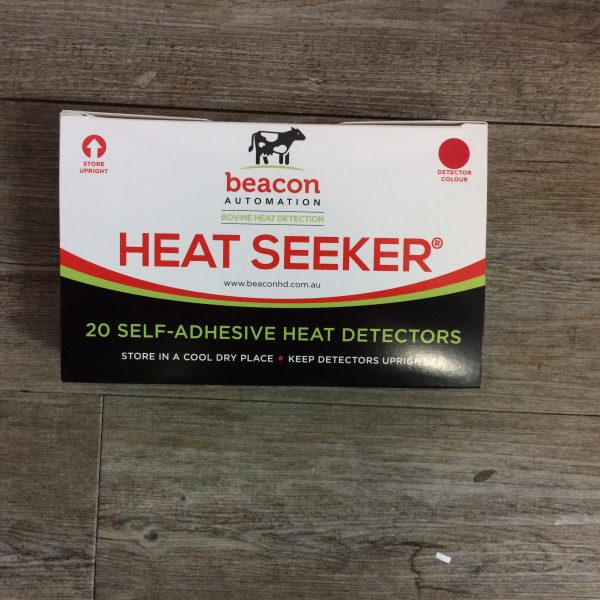 STORE
UPRIGHT
DETECTOR
COLOUR
beacon
AUTOMATION
BOVINE HEAT DETECTION
HEAT SEEKER®
www.beaconhd.com.au
20 SELF-ADHESIVE HEAT DETECTORS
STORE IN A COOL DRY PLACE • KEEP DETECTORS UPRIGHT